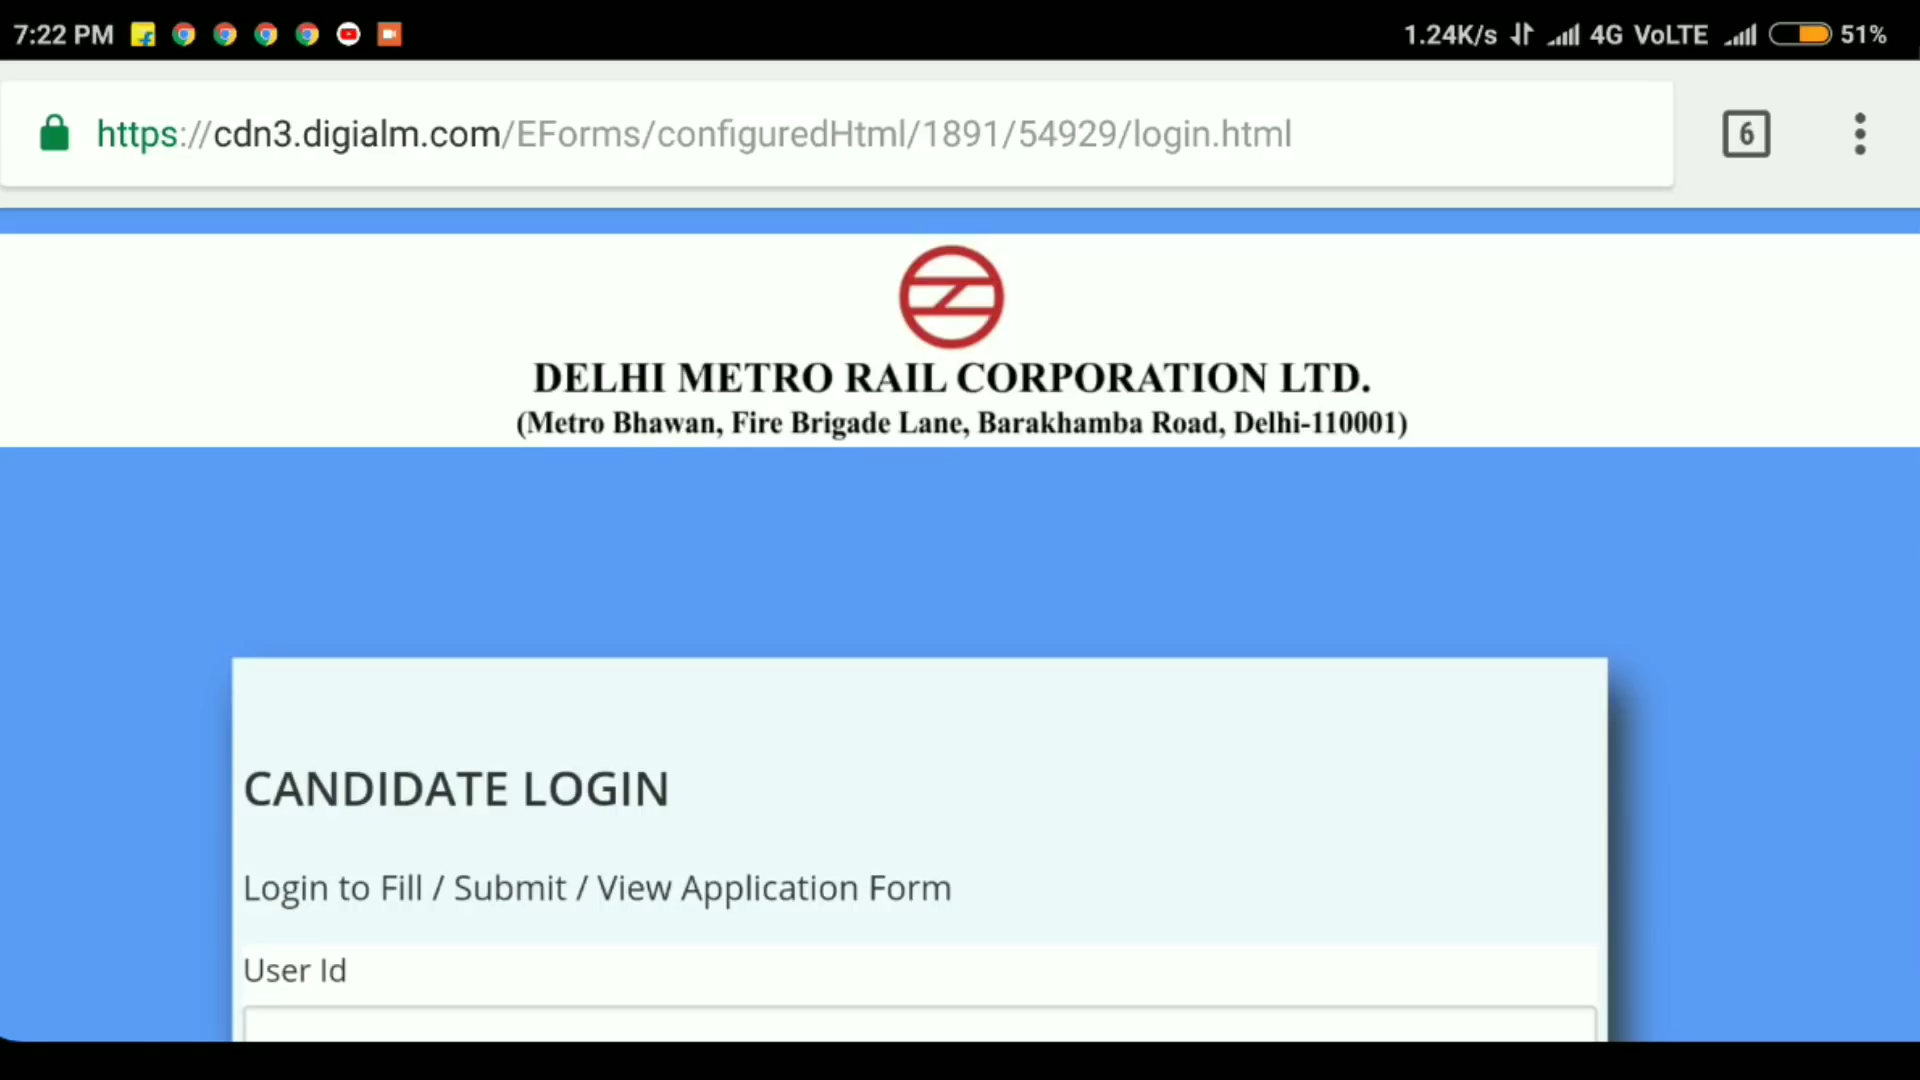 7:22 PM 1.24K/s 4G VoLTE 51%
https://cdn3.digialm.com/EForms/configuredHtml/1891/54929/login.html 6
DELHI METRO RAIL CORPORATION LTD.
(Metro Bhawan, Fire Brigade Lane, Barakhamba Road, Delhi-110001)
CANDIDATE LOGIN
Login to Fill / Submit / View Application Form
User Id